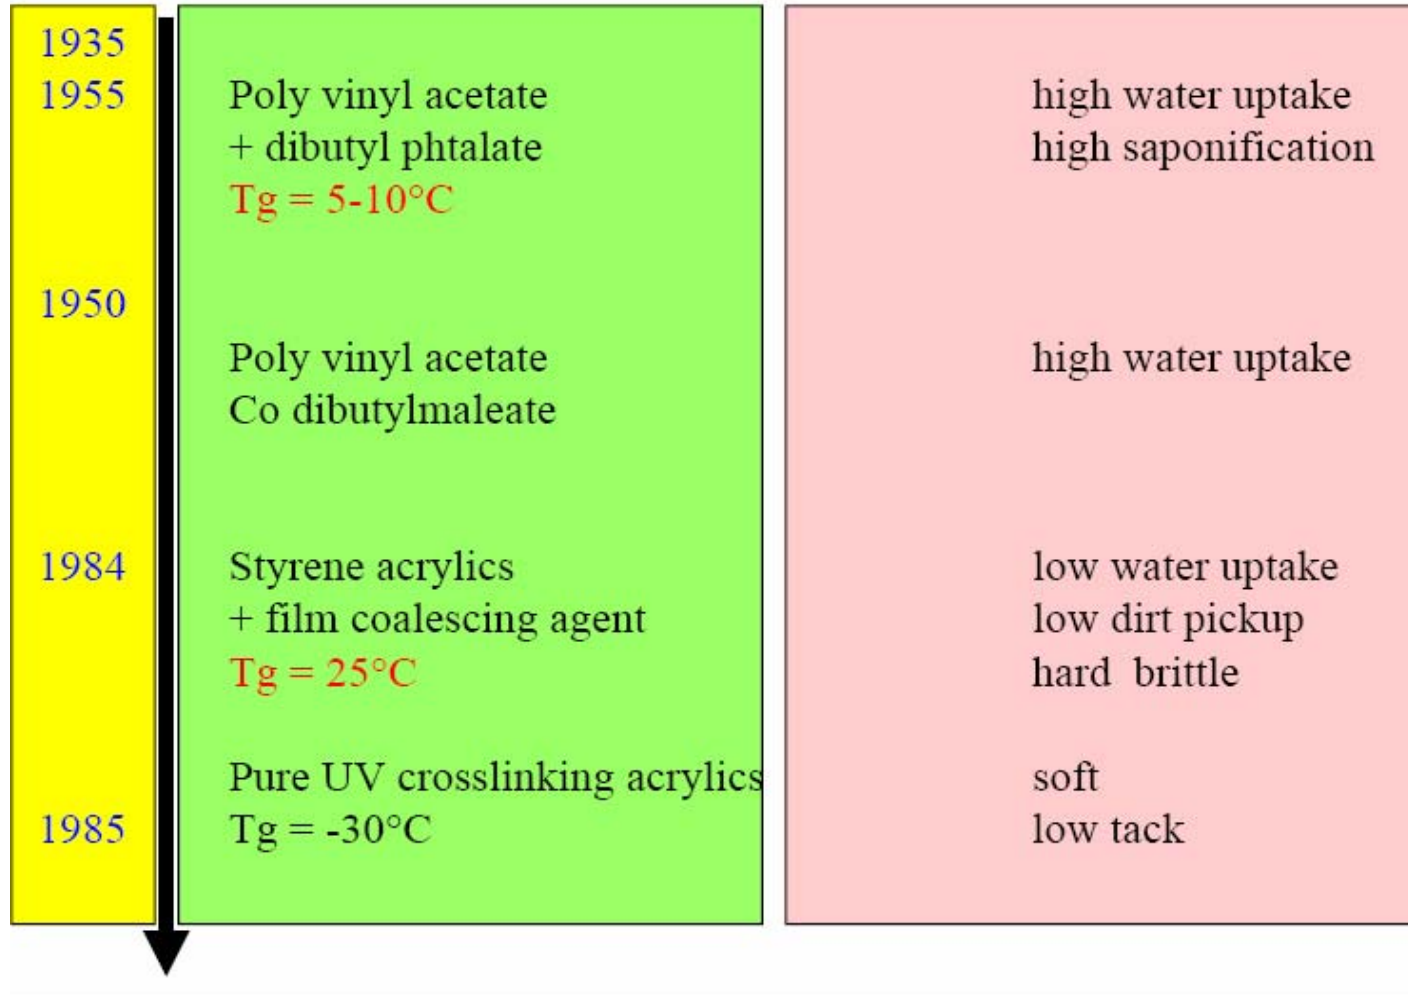 1935
1955 Poly vinyl acetate high water uptake
+ dibutyl phtalate high saponification
Tg = 5-10°C
1950
Poly vinyl acetate high water uptake
Co dibutylmaleate
1984 Styrene acrylics low water uptake
+ film coalescing agent low dirt pickup
Tg = 25°C hard brittle
Pure UV crosslinking acrylics soft
1985 Tg = -30°C low tack